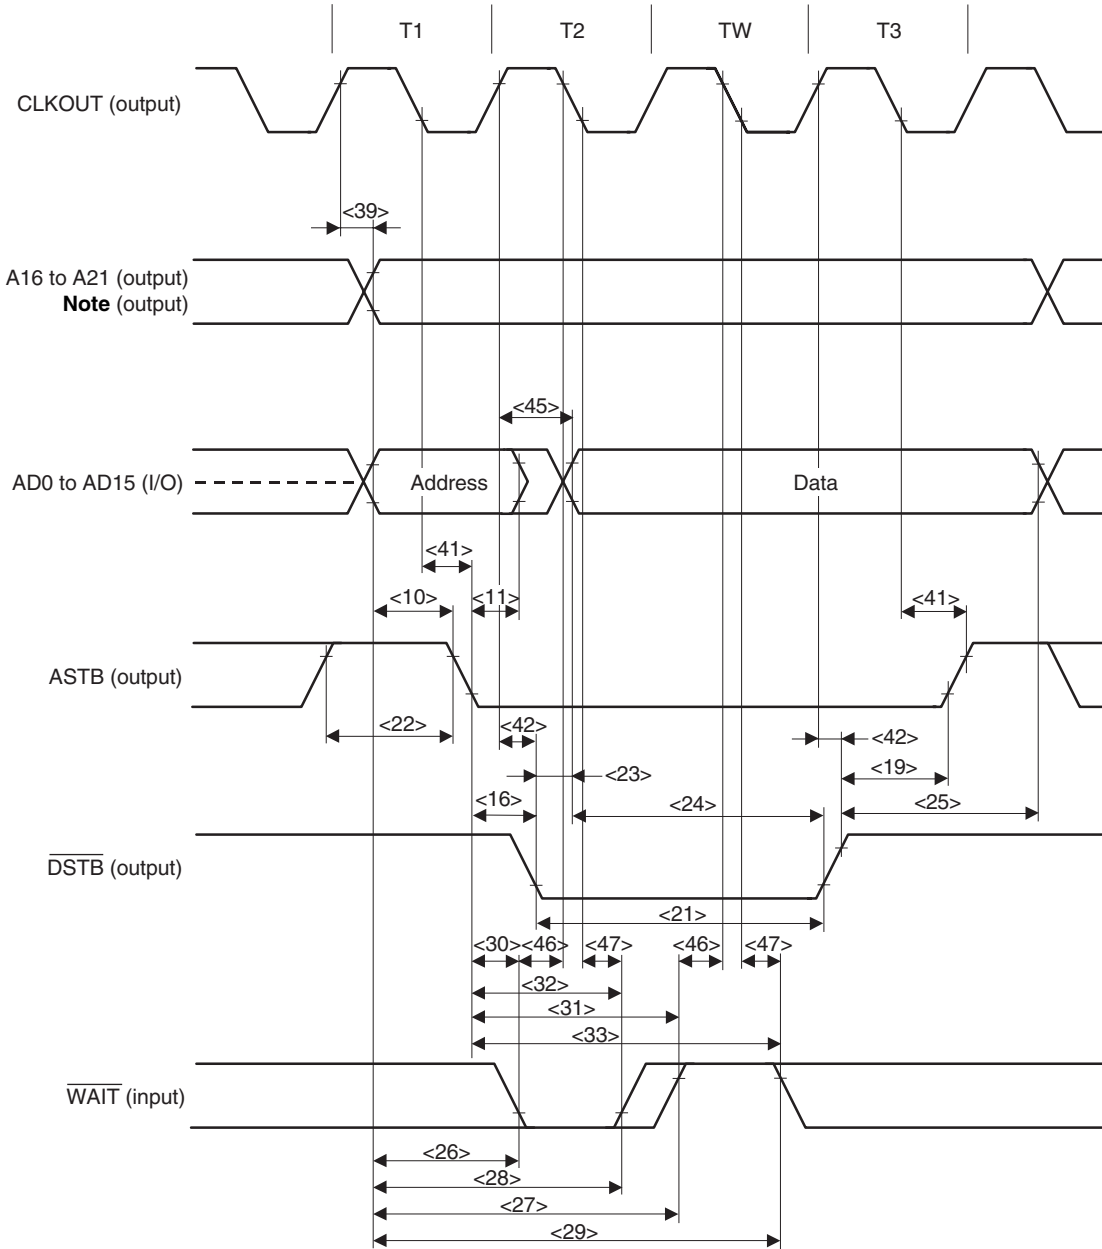 T1 T2 TW T3
CLKOUT (output)
<39>
A16 to A21 (output)
Note (output)
<45>
AD0 to AD15 (I/O) Address Data
<41>
<10> <11> <41>
ASTB (output)
<22> <42> <42>
<23> <19>
<16> <24> <25>
DSTB (output)
<21>
<30> <46> <47> <46> <47>
<32>
<31>
<33>
WAIT (input)
<26>
<28>
<27>
<29>